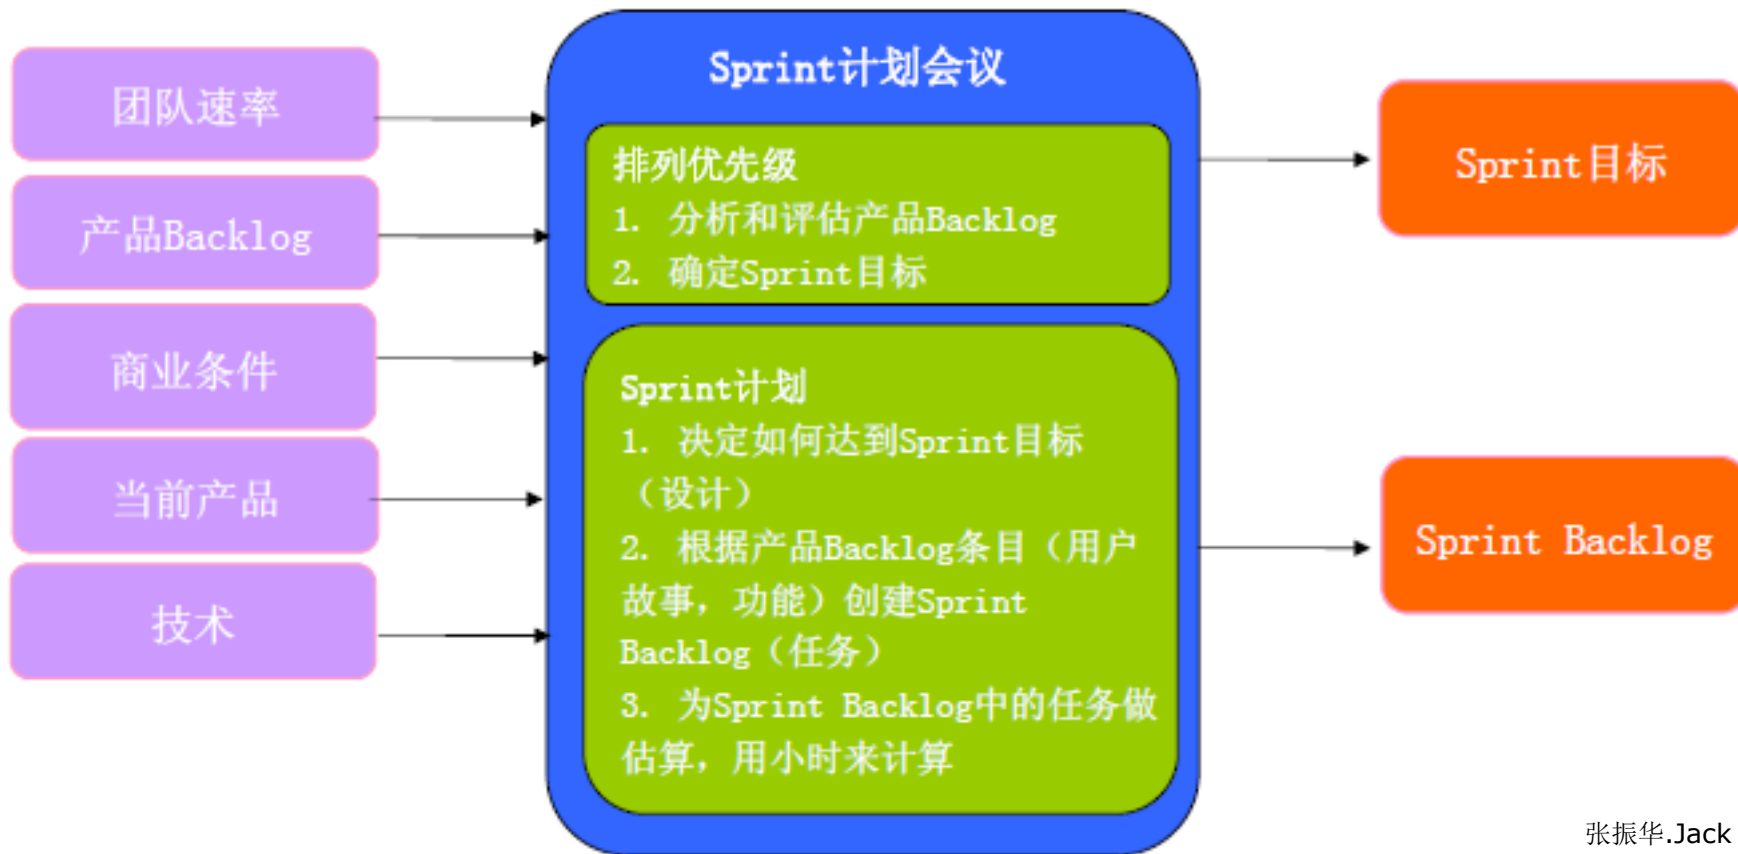 团队速率
产品Backlog
商业条件
当前产品
技术
Sprint计划会议
排列优先级
1. 分析和评估产品Backlog
2. 确定Sprint目标
Sprint计划
1. 决定如何达到Sprint目标
（设计）
2. 根据产品Backlog条目（用户
故事，功能）创建Sprint
Backlog（任务）
3. 为Sprint Backlog中的任务做
估算，用小时来计算
Sprint目标
Sprint Backlog
张振华.Jack